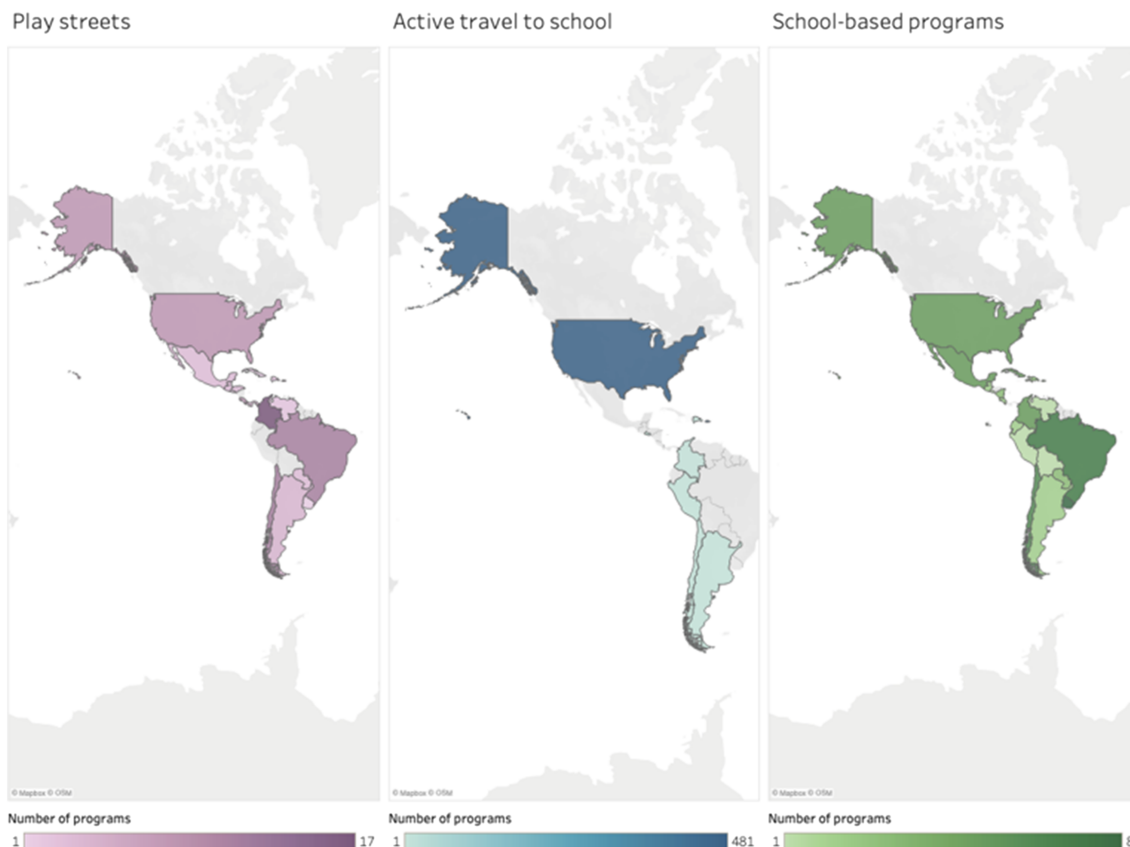 Play streets
Active travel to school
School-based programs
© Mapbox © OSM
© Mapbox © OSM
© Mapbox © OSM
Number of programs
1 17
Number of programs
1 481
Number of programs
1